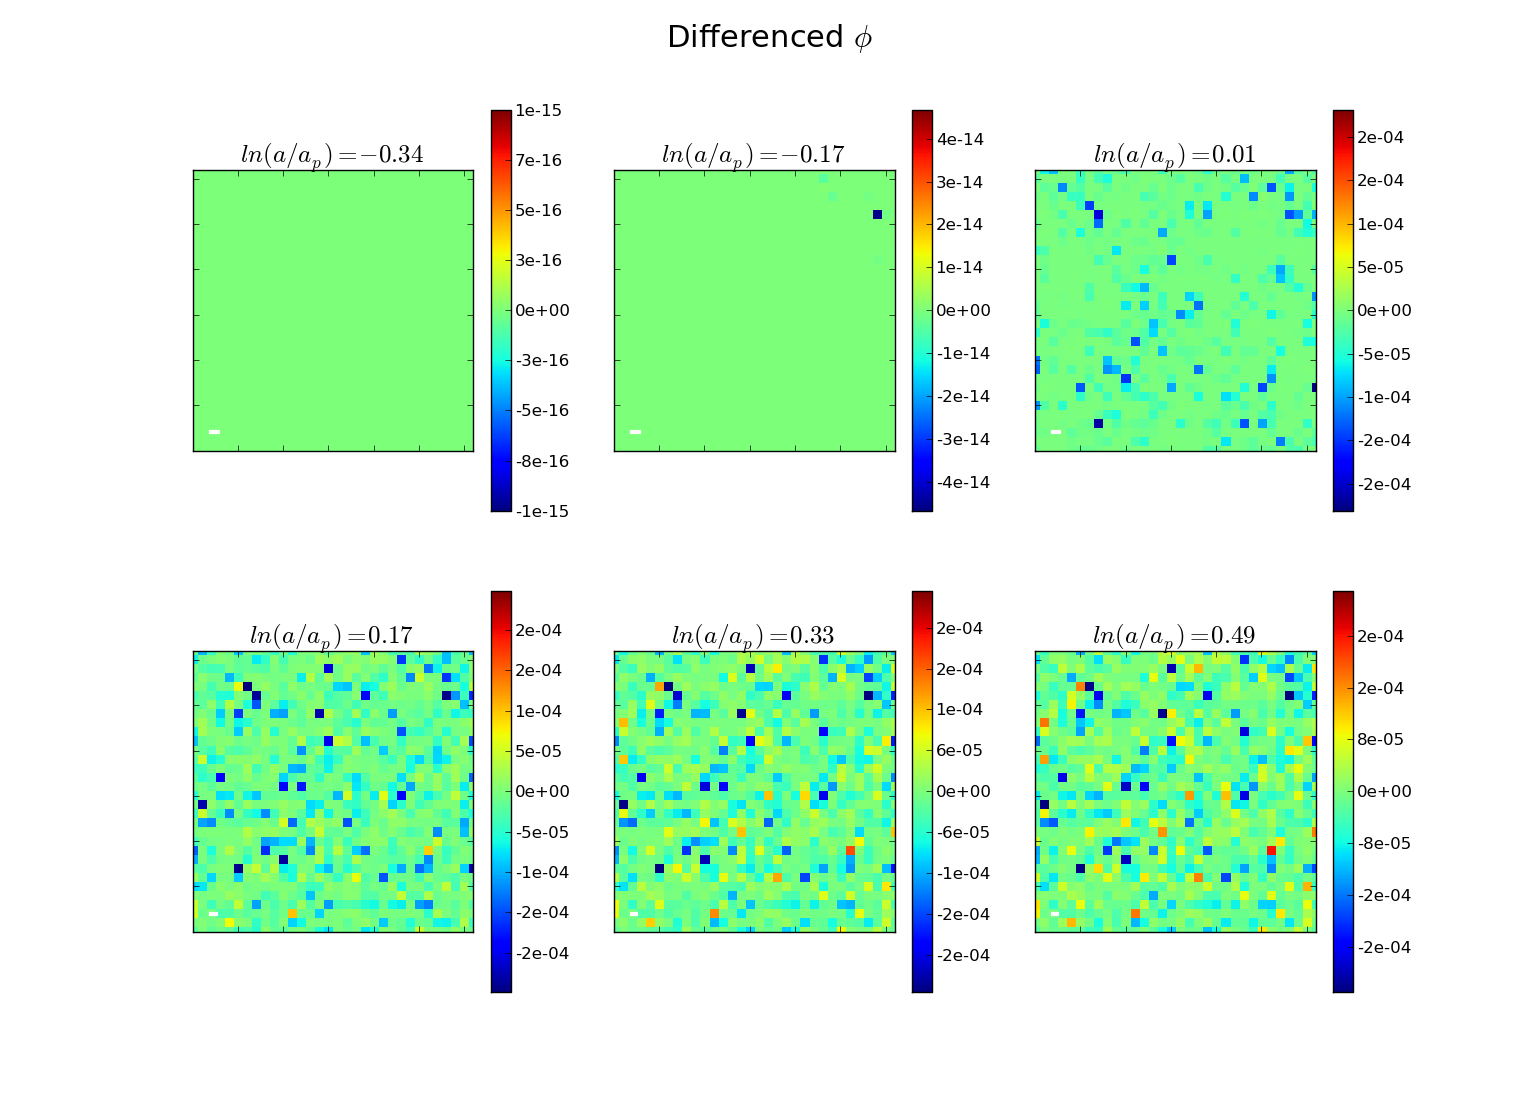 Differenced ϕ
ln(a/a_p)=−0.34
1e-15
7e-16
5e-16
3e-16
0e+00
-3e-16
-5e-16
-8e-16
-1e-15
ln(a/a_p)=−0.17
4e-14
3e-14
2e-14
1e-14
0e+00
-1e-14
-2e-14
-3e-14
-4e-14
ln(a/a_p)=0.01
2e-04
2e-04
1e-04
5e-05
0e+00
-5e-05
-1e-04
-2e-04
-2e-04
ln(a/a_p)=0.17
2e-04
2e-04
1e-04
5e-05
0e+00
-5e-05
-1e-04
-2e-04
-2e-04
ln(a/a_p)=0.33
2e-04
2e-04
1e-04
6e-05
0e+00
-6e-05
-1e-04
-2e-04
-2e-04
ln(a/a_p)=0.49
2e-04
2e-04
8e-05
0e+00
-8e-05
-2e-04
-2e-04